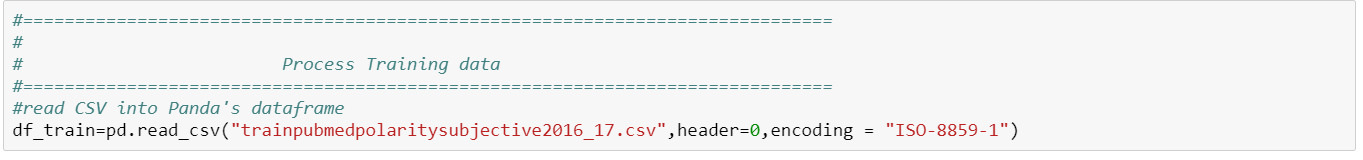 #==============================================================================
#
#                         Process Training data
#==============================================================================
#read CSV into Panda's dataframe
df_train=pd.read_csv("trainpubmedpolaritysubjective2016_17.csv",header=0,encoding = "ISO-8859-1")